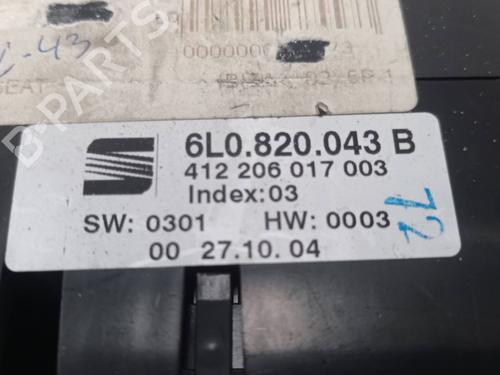 -43
SEAT
6L0.820.043 B
412 206 017 003
Index:03
SW: 0301 HW: 0003
00 27.10.04
72
B-PARTS